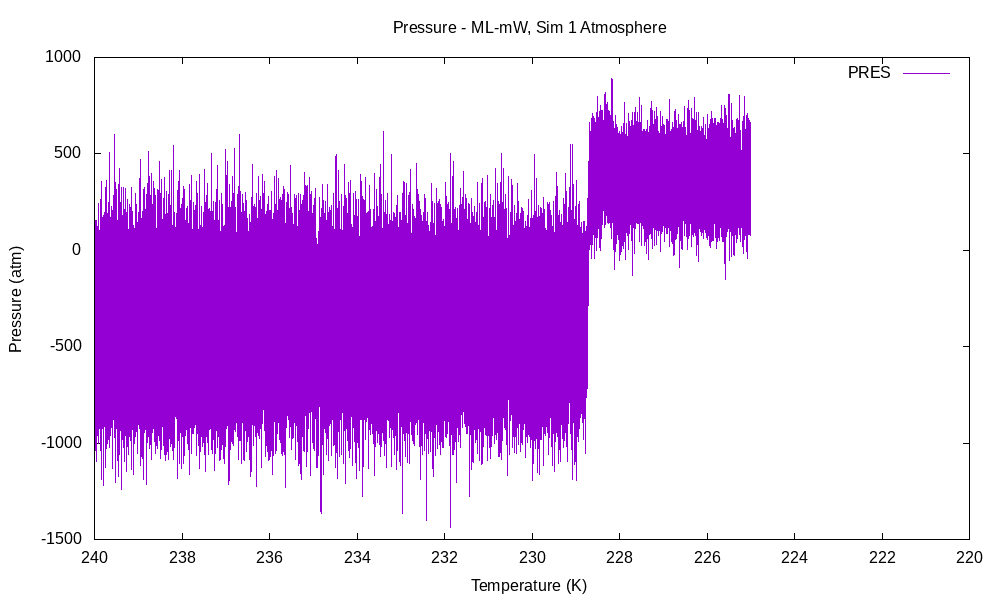 Pressure - ML-mW, Sim 1 Atmosphere
1000
PRES
500
0
Pressure (atm)
-500
-1000
-1500
240 238 236 234 232 230 228 226 224 222 220
Temperature (K)